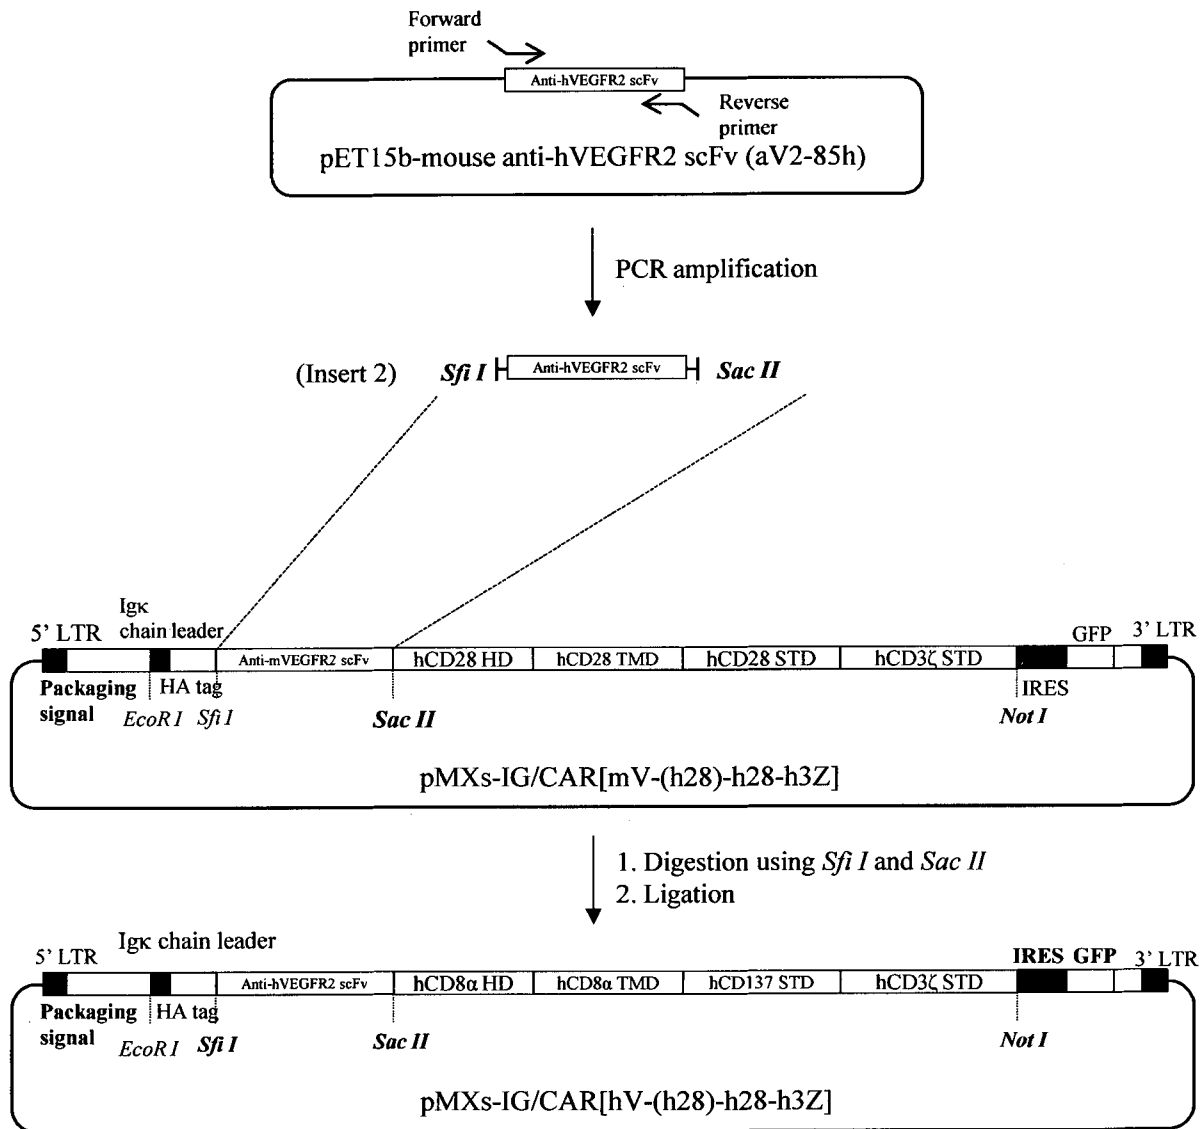 Forward
primer
Anti-hVEGFR2 scFv
Reverse
primer
pET15b-mouse anti-hVEGFR2 scFv (aV2-85h)
PCR amplification
(Insert 2) Sfi I Anti-hVEGFR2 scFv Sac II
Igκ
chain leader
5' LTR GFP 3' LTR
Anti-mVEGFR2 scFv hCD28 HD hCD28 TMD hCD28 STD hCD3ζ STD
Packaging HA tag IRES
signal EcoR I Sfi I Sac II Not I
pMXs-IG/CAR[mV-(h28)-h28-h3Z]
1. Digestion using Sfi I and Sac II
2. Ligation
5' LTR Igκ chain leader IRES GFP 3' LTR
Anti-hVEGFR2 scFv hCD8α HD hCD8α TMD hCD137 STD hCD3ζ STD
Packaging HA tag
signal EcoR I Sfi I Sac II Not I
pMXs-IG/CAR[hV-(h28)-h28-h3Z]